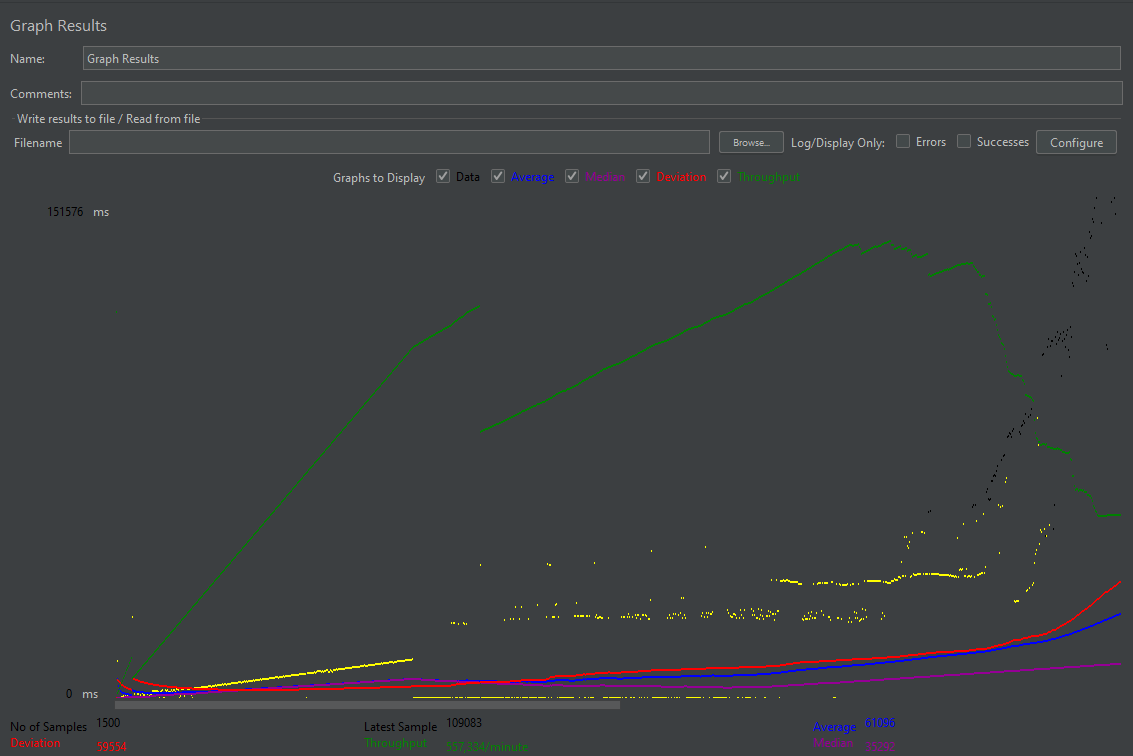 Graph Results
Name: Graph Results
Comments:
Write results to file / Read from file
Filename Browse... Log/Display Only: Errors Successes Configure
Graphs to Display Data Average Median Deviation Throughput
151576 ms
0 ms
No of Samples 1500 Latest Sample 109083 Average 61096
Deviation 59554 Throughput Median